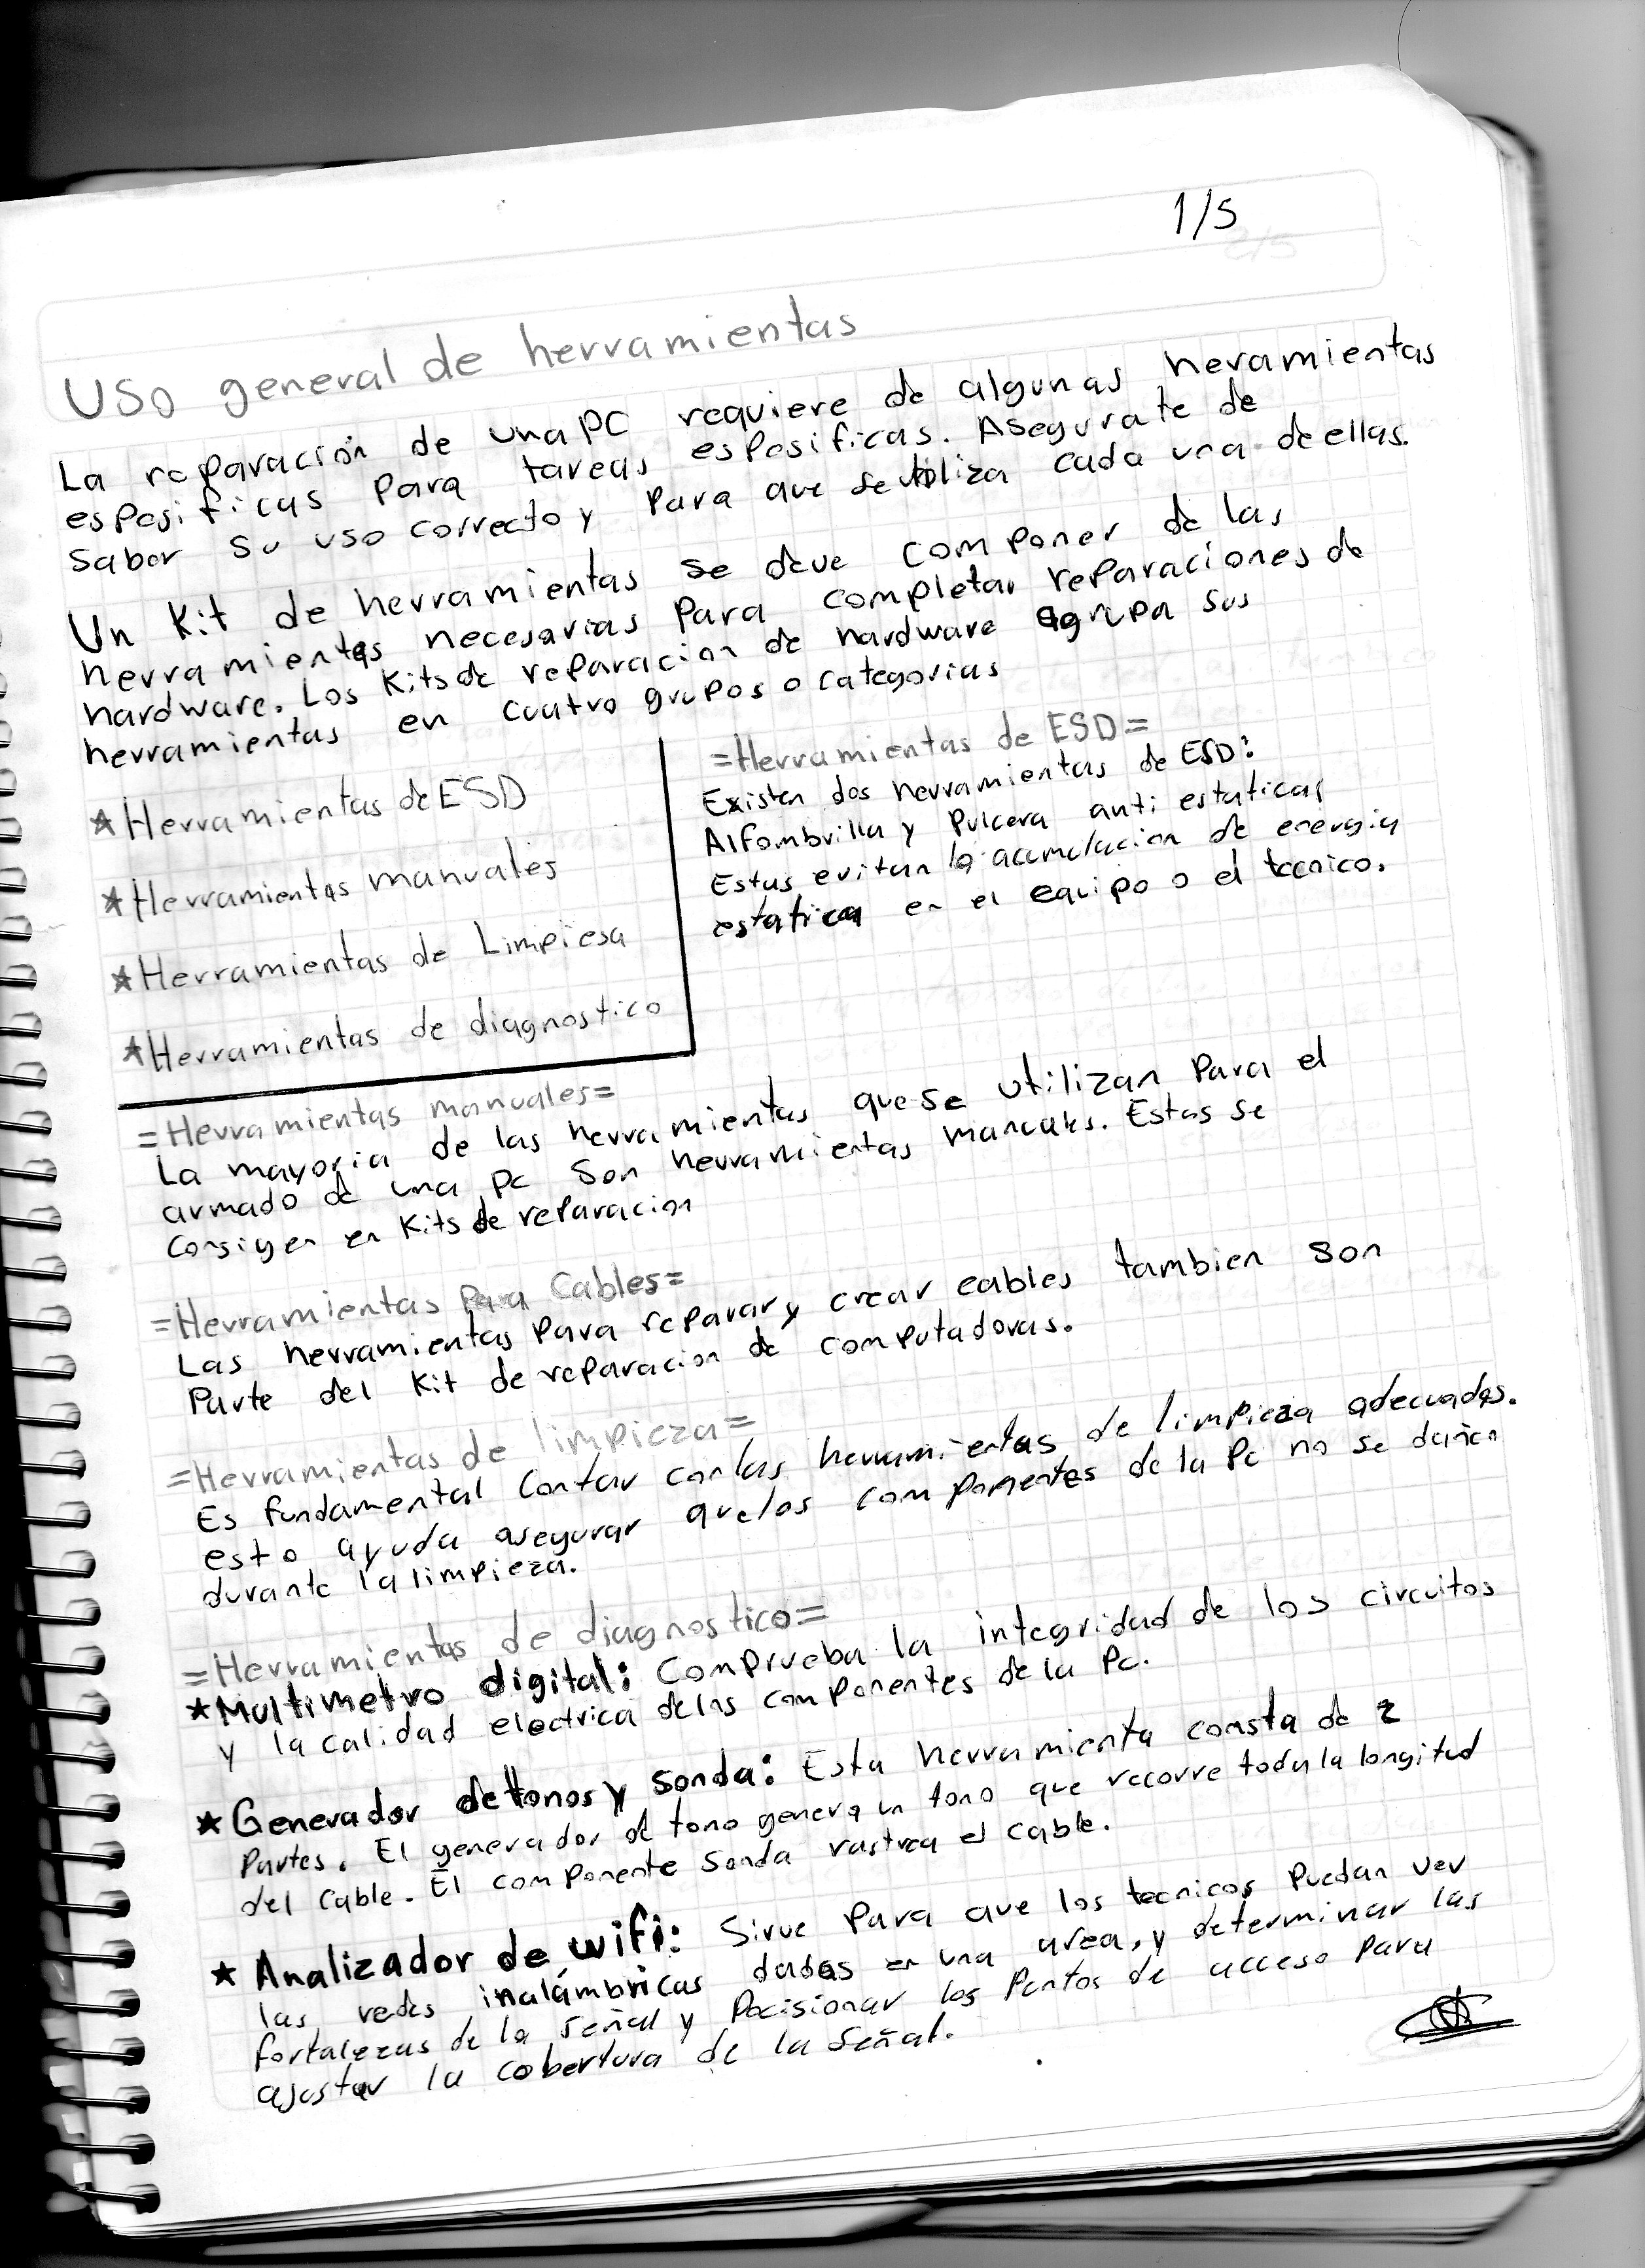 1/5
Uso general de herramientas
La reparación de una PC requiere de algunas heramientas
esposificas para tareas esposificas. Asegurate de
Saber su uso correcto y para que se utiliza cada una de ellas.
Un Kit de herramientas se deve componer de las
herramientas necesarias para completar reparaciones de
hardware. Los Kits de reparacion de hardware agrupa sus
herramientas en cuatro grupos o categorias
★ Herramientas de ESD
★ Herramientas manuales
★ Herramientas de Limpiesa
★ Herramientas de diagnostico
=Herramientas de ESD=
Existen dos herramientas de ESD:
Alfombrilla y Pulcera anti estaticas
Estas evitan la acumulacion de energia
estatica en el equipo o el tecnico.
=Herramientas manuales=
La mayoria de las herramientas que se utilizan Para el
armado de una pc Son herramientas manuales. Estas se
Consigen en Kits de reparacion
=Herramientas Para Cables=
Las herramientas Para reparar y crear cables tambien son
Parte del Kit de reparacion de computadoras.
=Herramientas de limpieza=
Es fundamental Contar con las herramientas de limpieza adecuadas.
esto ayuda asegurar que los componentes de la Pc no se dañen
durante la limpieza.
=Herramientas de diagnostico=
★Multimetro digital: Comprueba la integridad de los circuitos
y la calidad electrica de los componentes de la Pc.
★Generador de tonos y sonda: Esta herramienta consta de 2
Partes. El generador de tono genera un tono que recorre toda la longitud
del Cable. El componente Sonda rastrea el cable.
★ Analizador de wifi: Sirve Para que los tecnicos Puedan ver
las redes inalámbricas dadas en una area, y determinar las
fortalezas de la Señal y Pocisionar los Pontos de acceso para
ajostar la cobertura de la Señal.